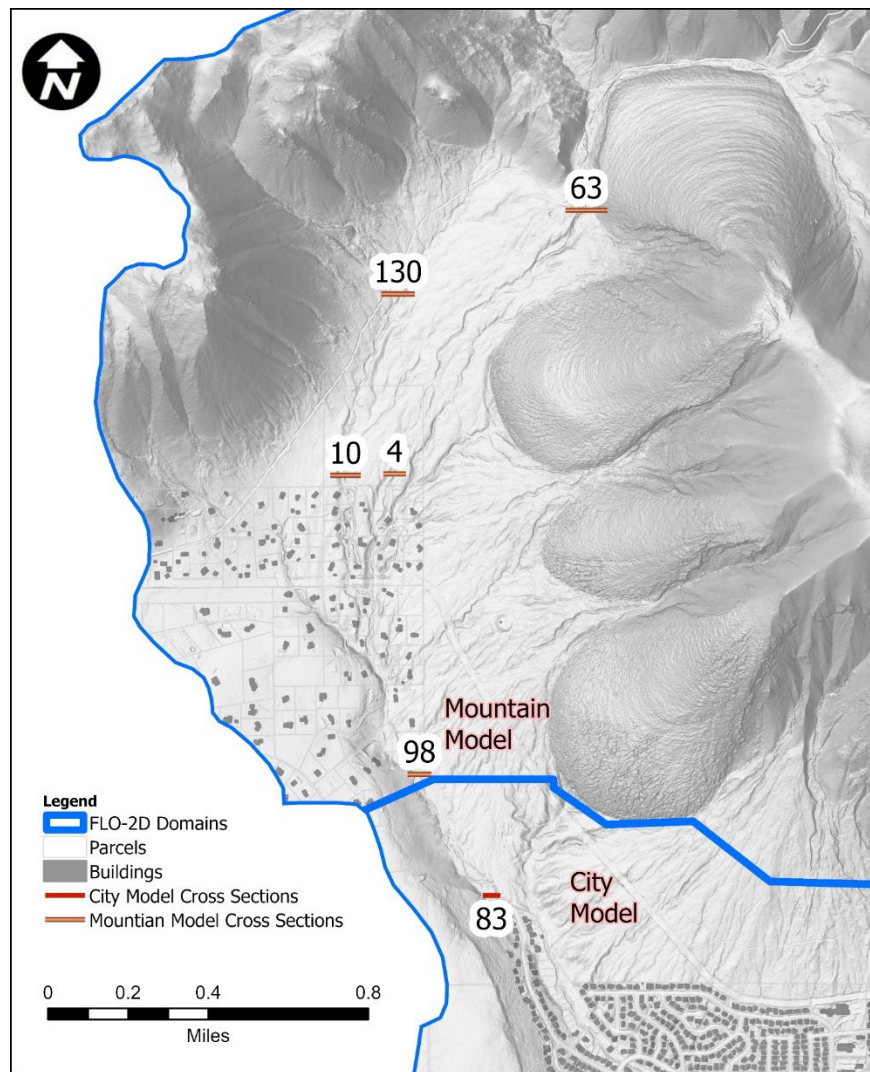 N
63
130
10
4
Mountain
Model
98
City
Model
83
Legend
FLO-2D Domains
Parcels
Buildings
City Model Cross Sections
Mountian Model Cross Sections
0 0.2 0.4 0.8
Miles